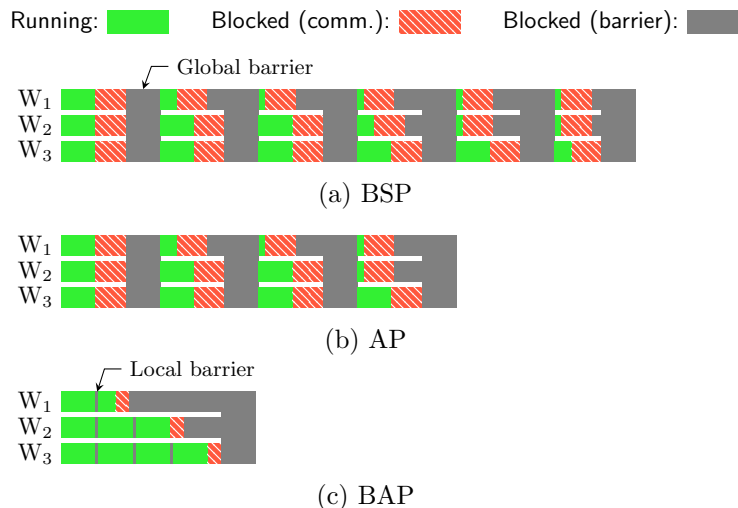 Running: Blocked (comm.): Blocked (barrier):
Global barrier
W₁
W₂
W₃
(a) BSP
W₁
W₂
W₃
(b) AP
Local barrier
W₁
W₂
W₃
(c) BAP